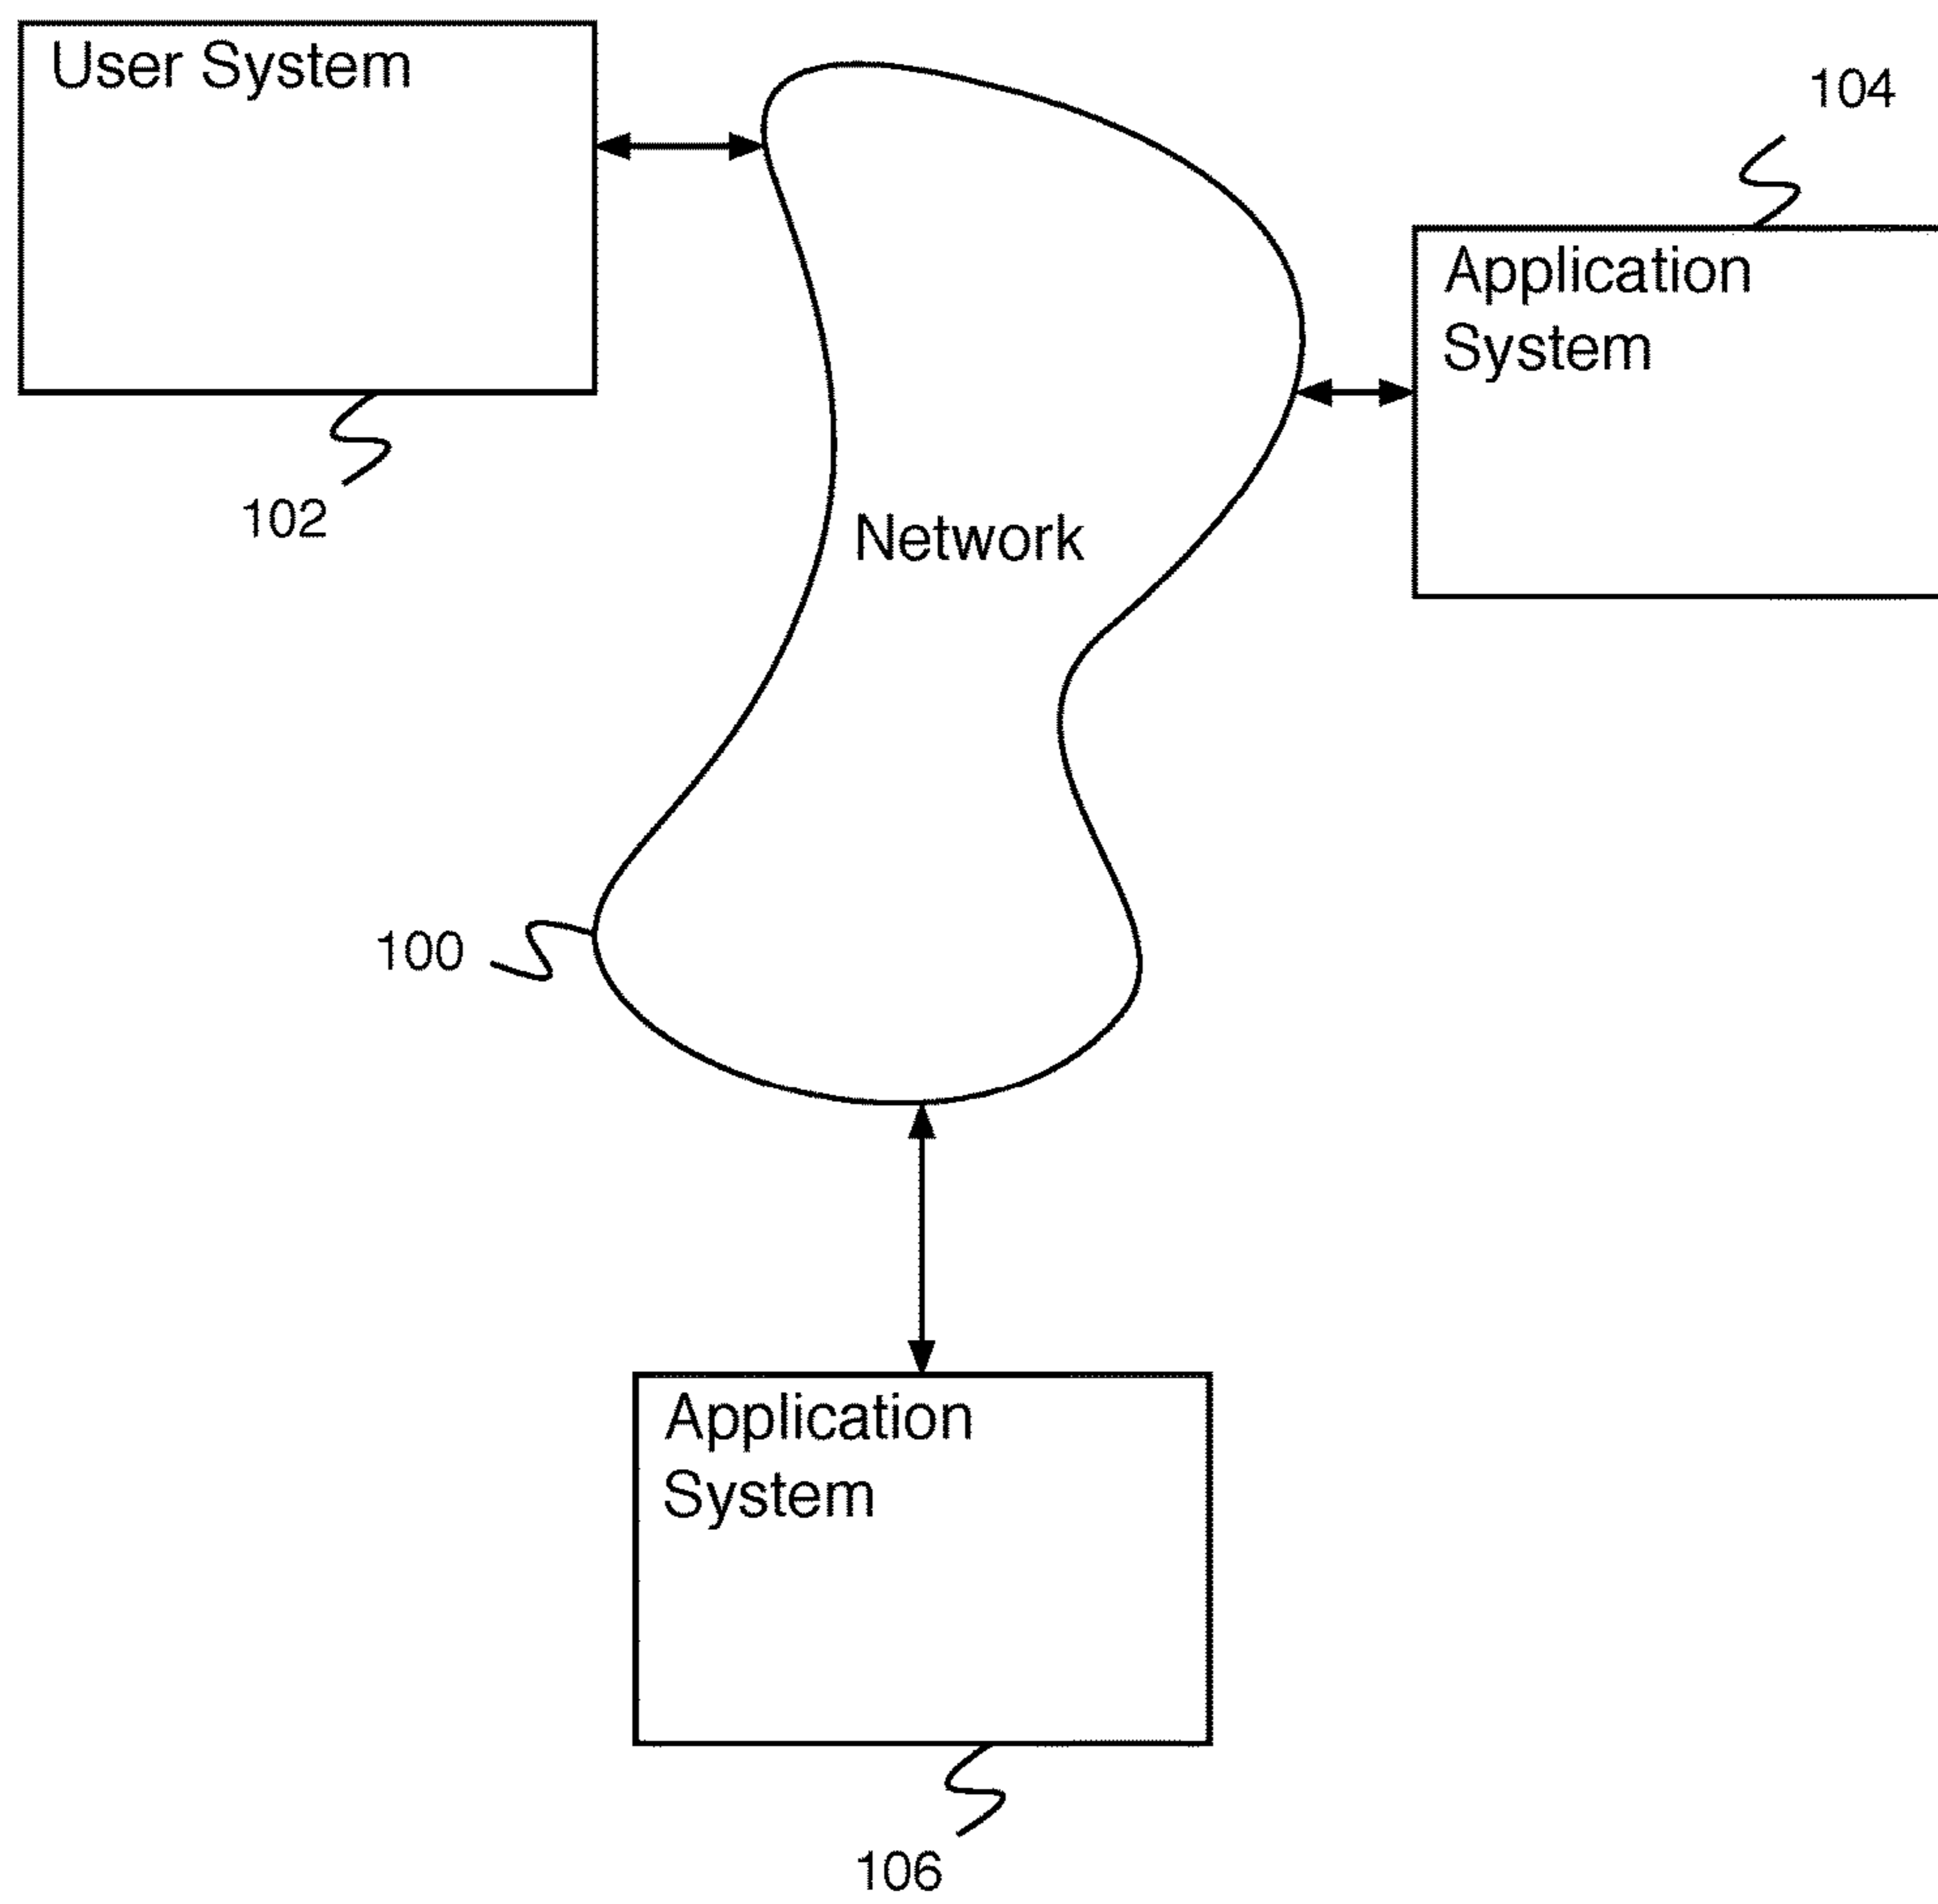 User System
104
Application
System
102
Network
100
Application
System
106